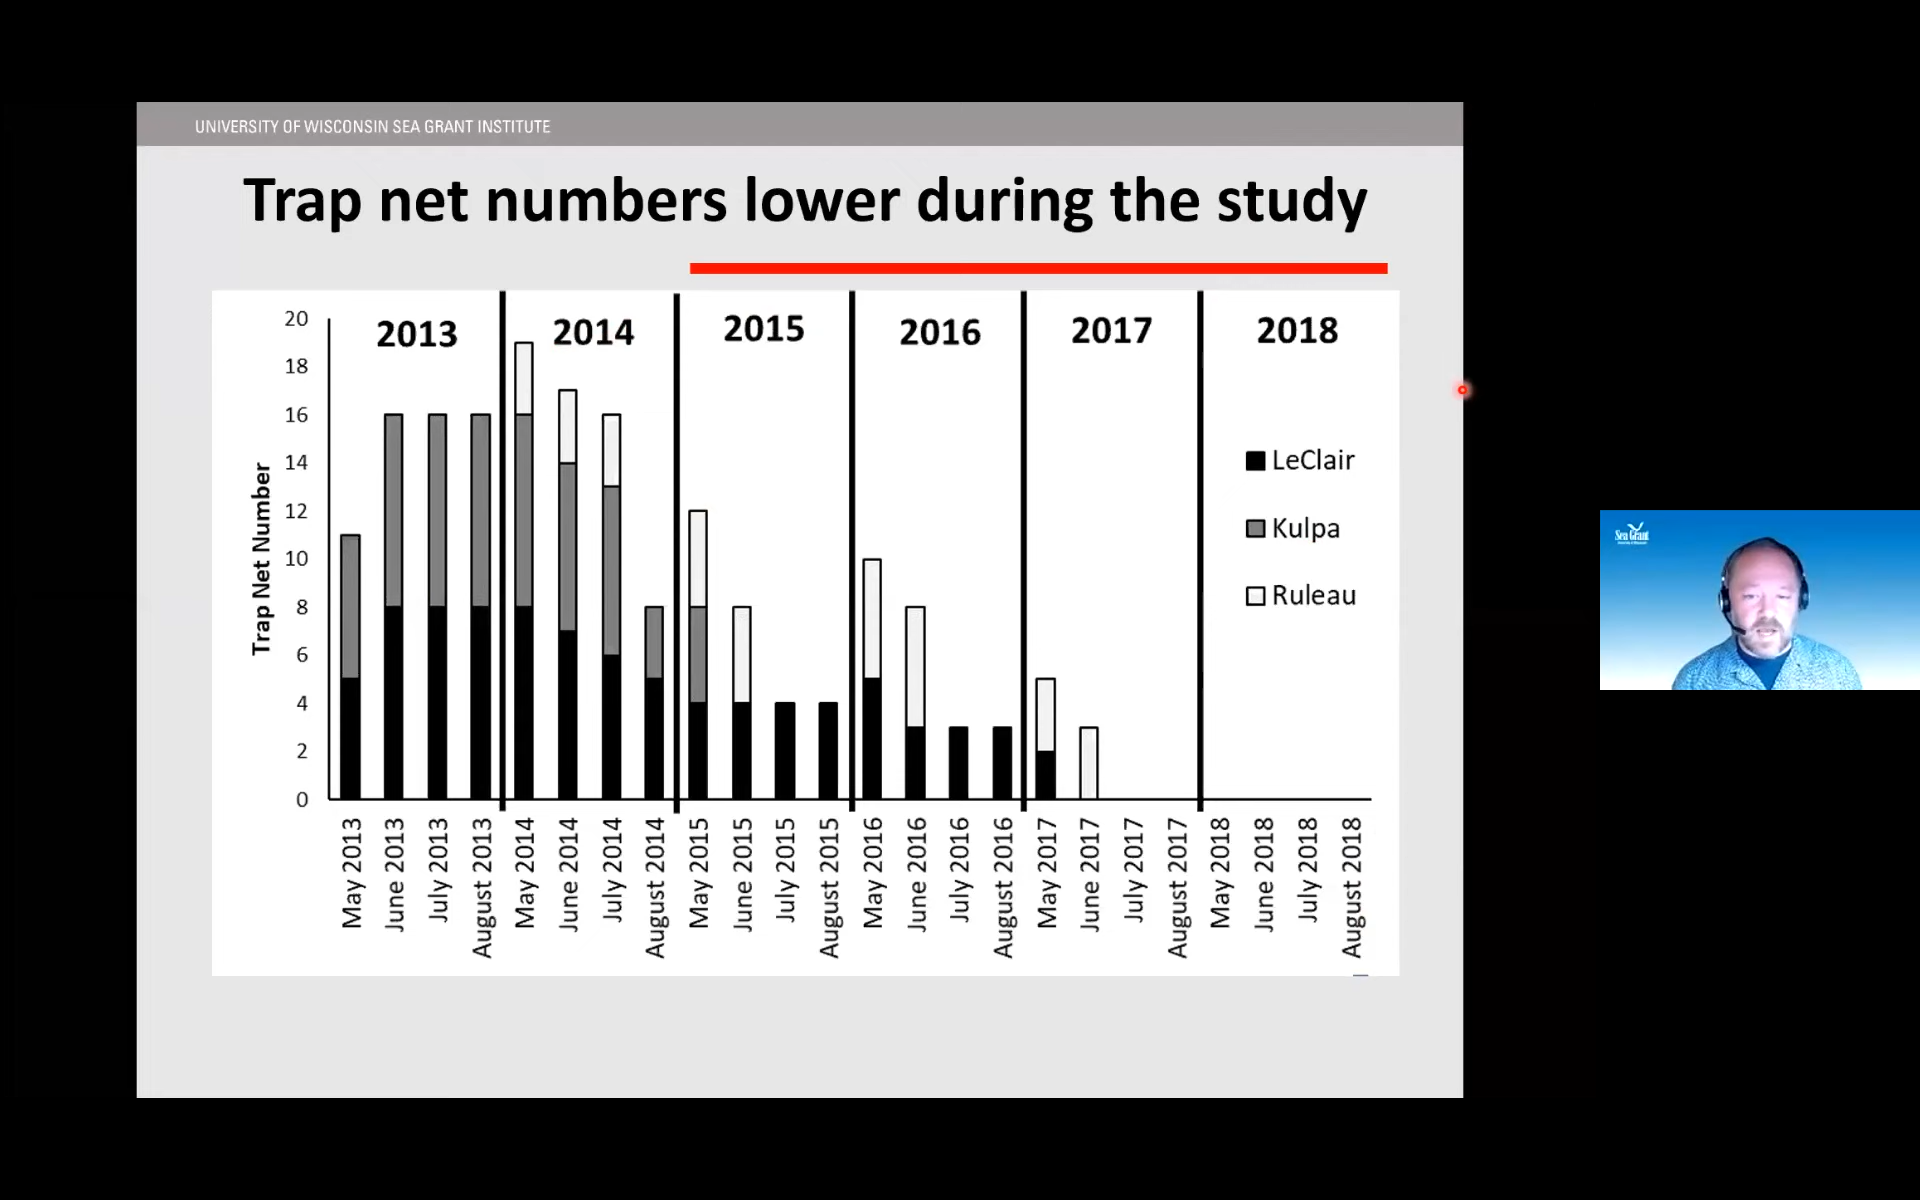 UNIVERSITY OF WISCONSIN SEA GRANT INSTITUTE
Trap net numbers lower during the study
2013
2014
2015
2016
2017
2018
20
18
16
14
12
10
8
6
4
2
0
Trap Net Number
LeClair
Kulpa
Ruleau
May 2013
June 2013
July 2013
August 2013
May 2014
June 2014
July 2014
August 2014
May 2015
June 2015
July 2015
August 2015
May 2016
June 2016
July 2016
August 2016
May 2017
June 2017
July 2017
August 2017
May 2018
June 2018
July 2018
August 2018
Sea Grant